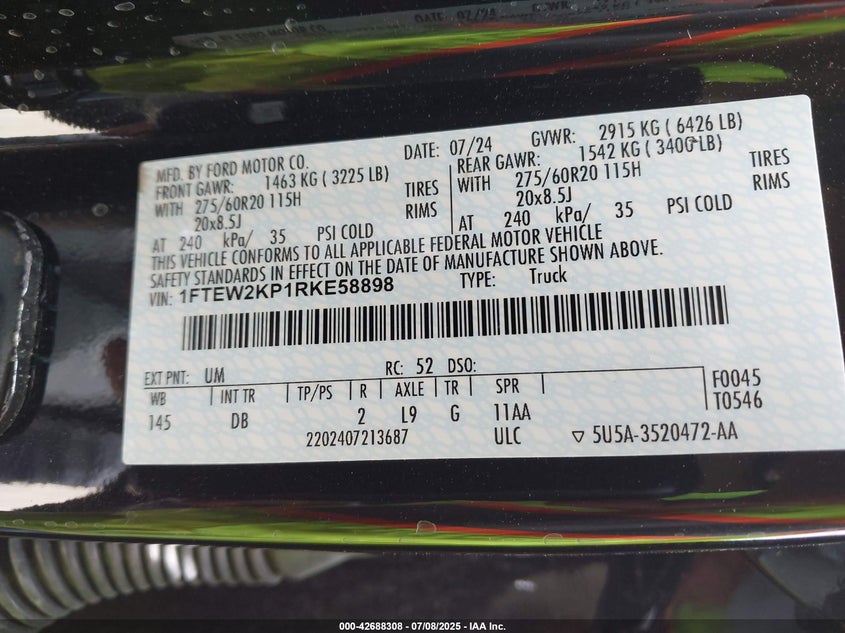 DATE: 07/24
MFD. BY FORD MOTOR CO. DATE: 07/24 GVWR: 2915 KG ( 6426 LB)
FRONT GAWR: 1463 KG ( 3225 LB) REAR GAWR: 1542 KG ( 3400 LB)
WITH 275/60R20 115H TIRES WITH 275/60R20 115H TIRES
20x8.5J RIMS 20x8.5J RIMS
AT 240 kPa/ 35 PSI COLD AT 240 kPa/ 35 PSI COLD
THIS VEHICLE CONFORMS TO ALL APPLICABLE FEDERAL MOTOR VEHICLE
SAFETY STANDARDS IN EFFECT ON THE DATE OF MANUFACTURE SHOWN ABOVE.
VIN: 1FTEW2KP1RKE58898 TYPE: Truck
EXT PNT: UM RC: 52 DSO:
WB INT TR TP/PS R AXLE TR SPR F0045
145 DB 2 L9 G 11AA T0546
2202407213687 ULC ▽ 5U5A-3520472-AA
000-42688308 - 07/08/2025 - IAA Inc.